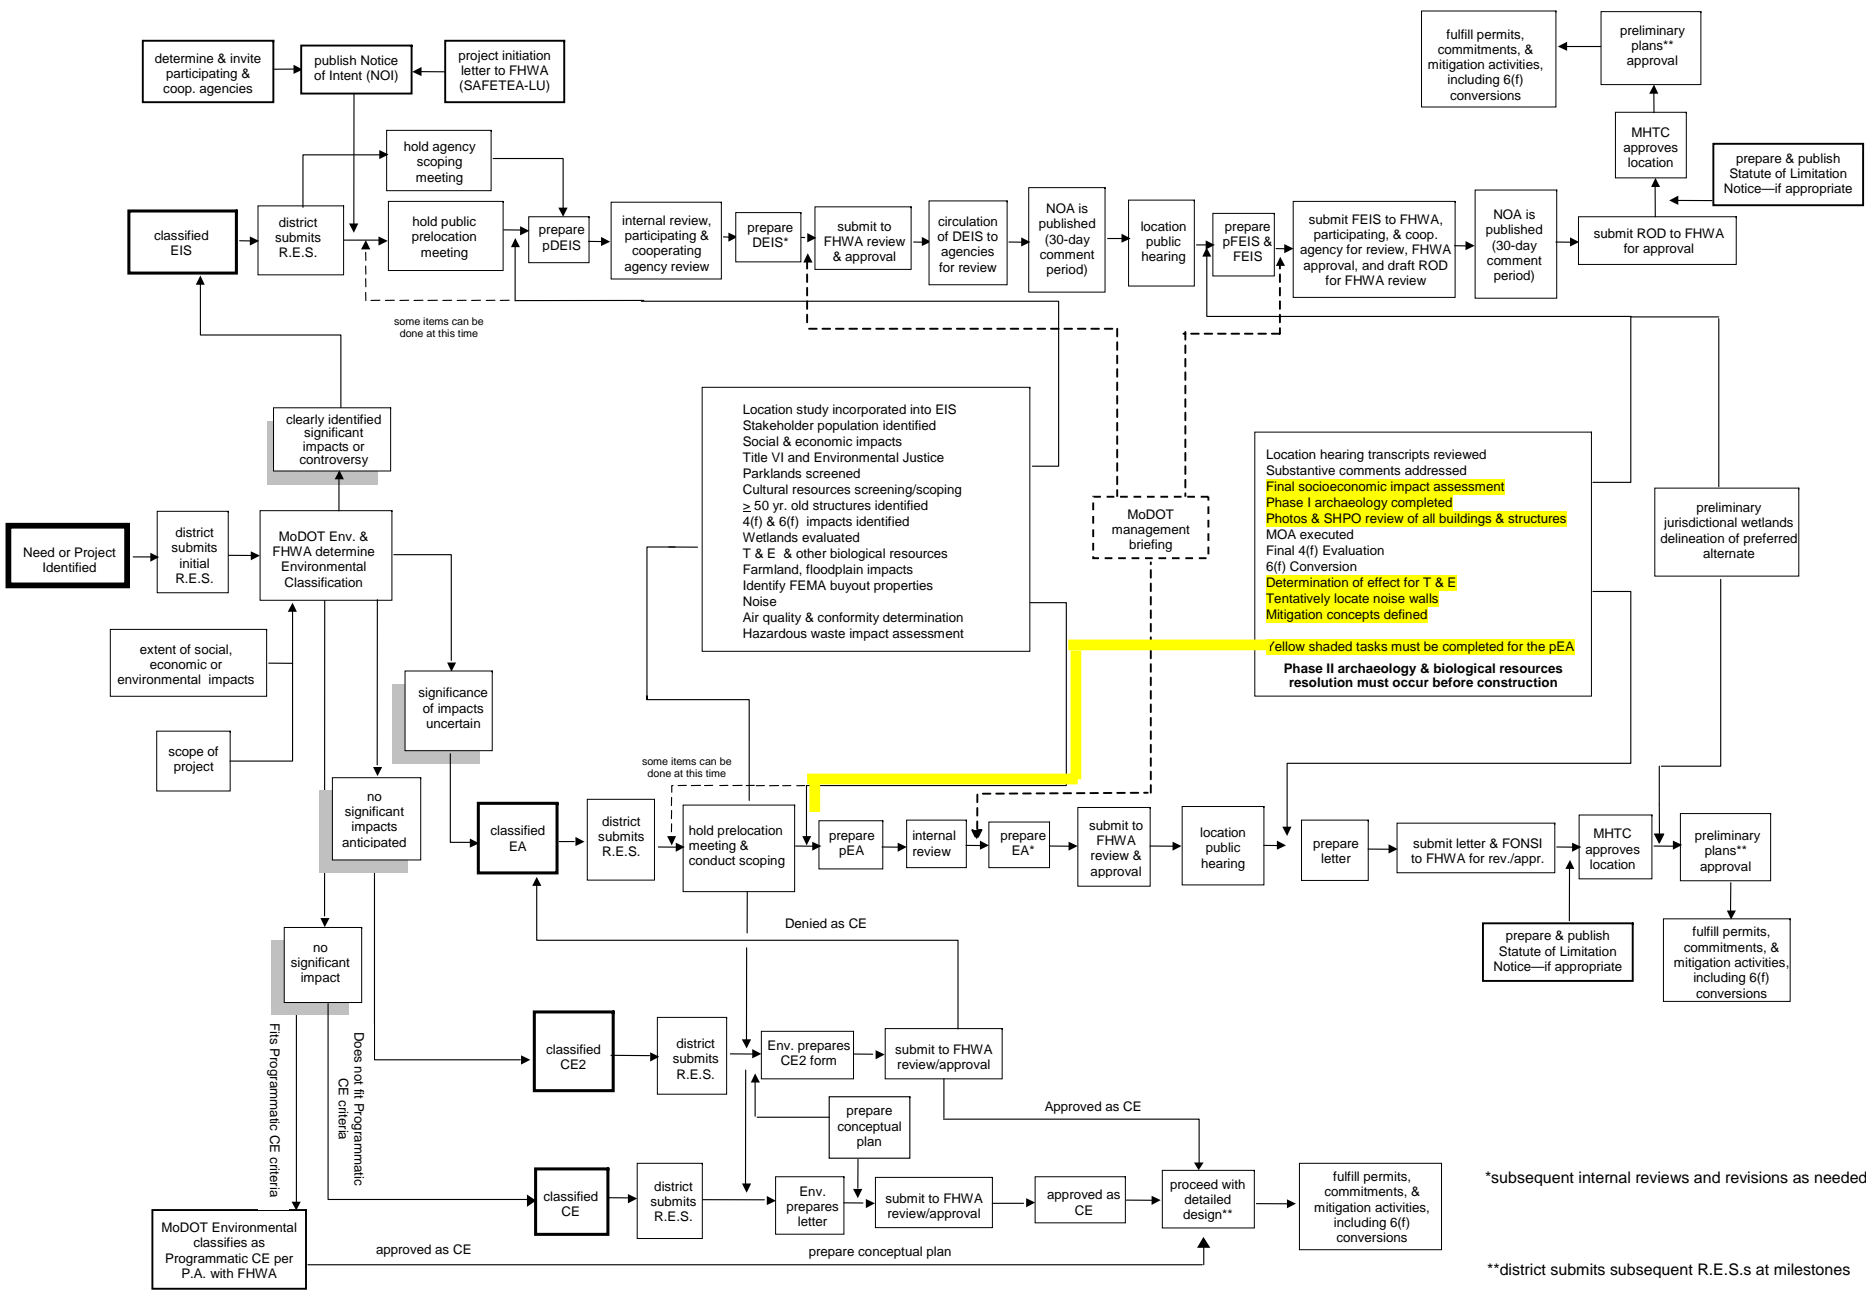 determine & invite
participating &
coop. agencies
publish Notice
of Intent (NOI)
project initiation
letter to FHWA
(SAFETEA-LU)
fulfill permits,
commitments, &
mitigation activities,
including 6(f)
conversions
preliminary
plans**
approval
MHTC
approves
location
prepare & publish
Statute of Limitation
Notice—if appropriate
hold agency
scoping
meeting
classified
EIS
district
submits
R.E.S.
hold public
prelocation
meeting
prepare
pDEIS
internal review,
participating &
cooperating
agency review
prepare
DEIS*
submit to
FHWA review
& approval
circulation
of DEIS to
agencies
for review
NOA is
published
(30-day
comment
period)
location
public
hearing
prepare
pFEIS &
FEIS
submit FEIS to FHWA,
participating, & coop.
agency for review, FHWA
approval, and draft ROD
for FHWA review
NOA is
published
(30-day
comment
period)
submit ROD to FHWA
for approval
some items can be
done at this time
clearly identified
significant
impacts or
controversy
Location study incorporated into EIS
Stakeholder population identified
Social & economic impacts
Title VI and Environmental Justice
Parklands screened
Cultural resources screening/scoping
≥ 50 yr. old structures identified
4(f) & 6(f) impacts identified
Wetlands evaluated
T & E & other biological resources
Farmland, floodplain impacts
Identify FEMA buyout properties
Noise
Air quality & conformity determination
Hazardous waste impact assessment
MoDOT
management
briefing
Location hearing transcripts reviewed
Substantive comments addressed
Final socioeconomic impact assessment
Phase I archaeology completed
Photos & SHPO review of all buildings & structures
MOA executed
Final 4(f) Evaluation
6(f) Conversion
Determination of effect for T & E
Tentatively locate noise walls
Mitigation concepts defined
Yellow shaded tasks must be completed for the pEA
Phase II archaeology & biological resources
resolution must occur before construction
preliminary
jurisdictional wetlands
delineation of preferred
alternate
Need or Project
Identified
district
submits
initial
R.E.S.
MoDOT Env. &
FHWA determine
Environmental
Classification
extent of social,
economic or
environmental impacts
scope of
project
significance
of impacts
uncertain
no
significant
impacts
anticipated
no
significant
impact
some items can be
done at this time
classified
EA
district
submits
R.E.S.
hold prelocation
meeting &
conduct scoping
prepare
pEA
internal
review
prepare
EA*
submit to
FHWA
review &
approval
location
public
hearing
prepare
letter
submit letter & FONSI
to FHWA for rev./appr.
MHTC
approves
location
preliminary
plans**
approval
prepare & publish
Statute of Limitation
Notice—if appropriate
fulfill permits,
commitments, &
mitigation activities,
including 6(f)
conversions
Denied as CE
Fits Programmatic CE criteria
Does not fit Programmatic
CE criteria
classified
CE2
district
submits
R.E.S.
Env. prepares
CE2 form
submit to FHWA
review/approval
prepare
conceptual
plan
Approved as CE
classified
CE
district
submits
R.E.S.
Env.
prepares
letter
submit to FHWA
review/approval
approved as
CE
proceed with
detailed
design**
fulfill permits,
commitments, &
mitigation activities,
including 6(f)
conversions
MoDOT Environmental
classifies as
Programmatic CE per
P.A. with FHWA
approved as CE
prepare conceptual plan
*subsequent internal reviews and revisions as needed
**district submits subsequent R.E.S.s at milestones